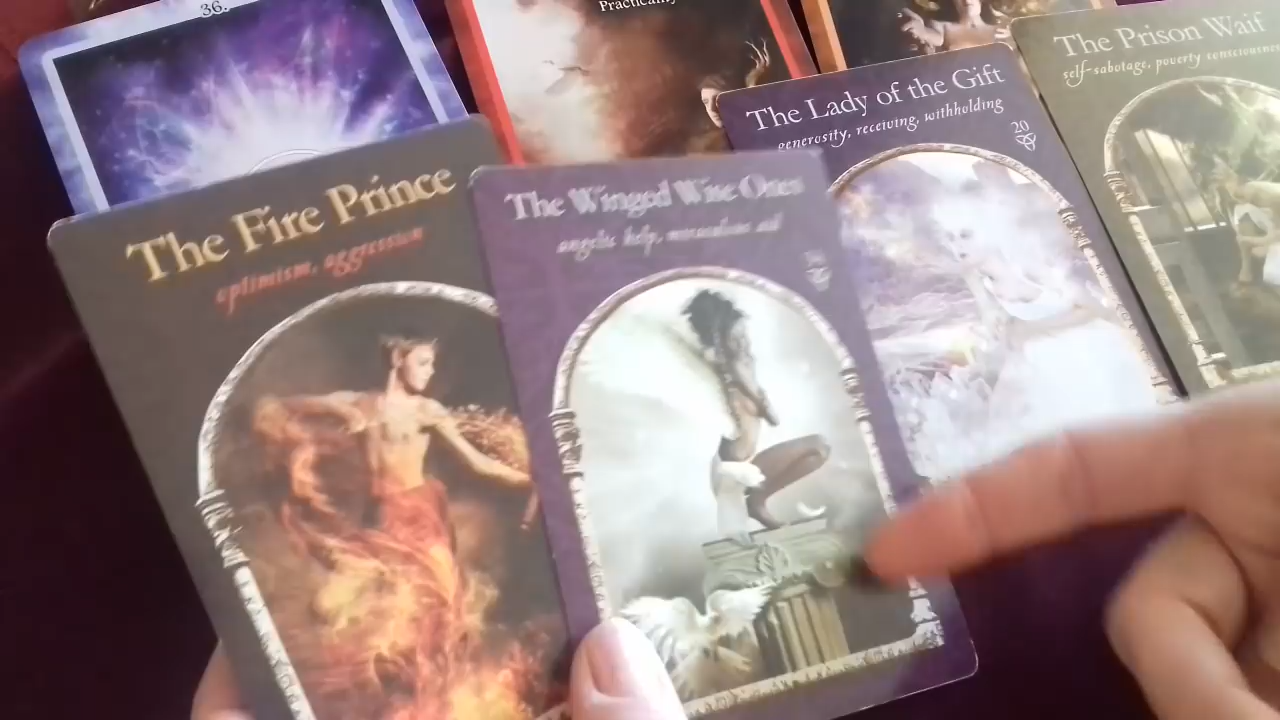 36.
Practically
The Prison Waif
self-sabotage, poverty consciousness
The Lady of the Gift
generosity, receiving, withholding
20
The Fire Prince
optimism, aggression
The Winged Wise Ones
angelic help, miraculous aid